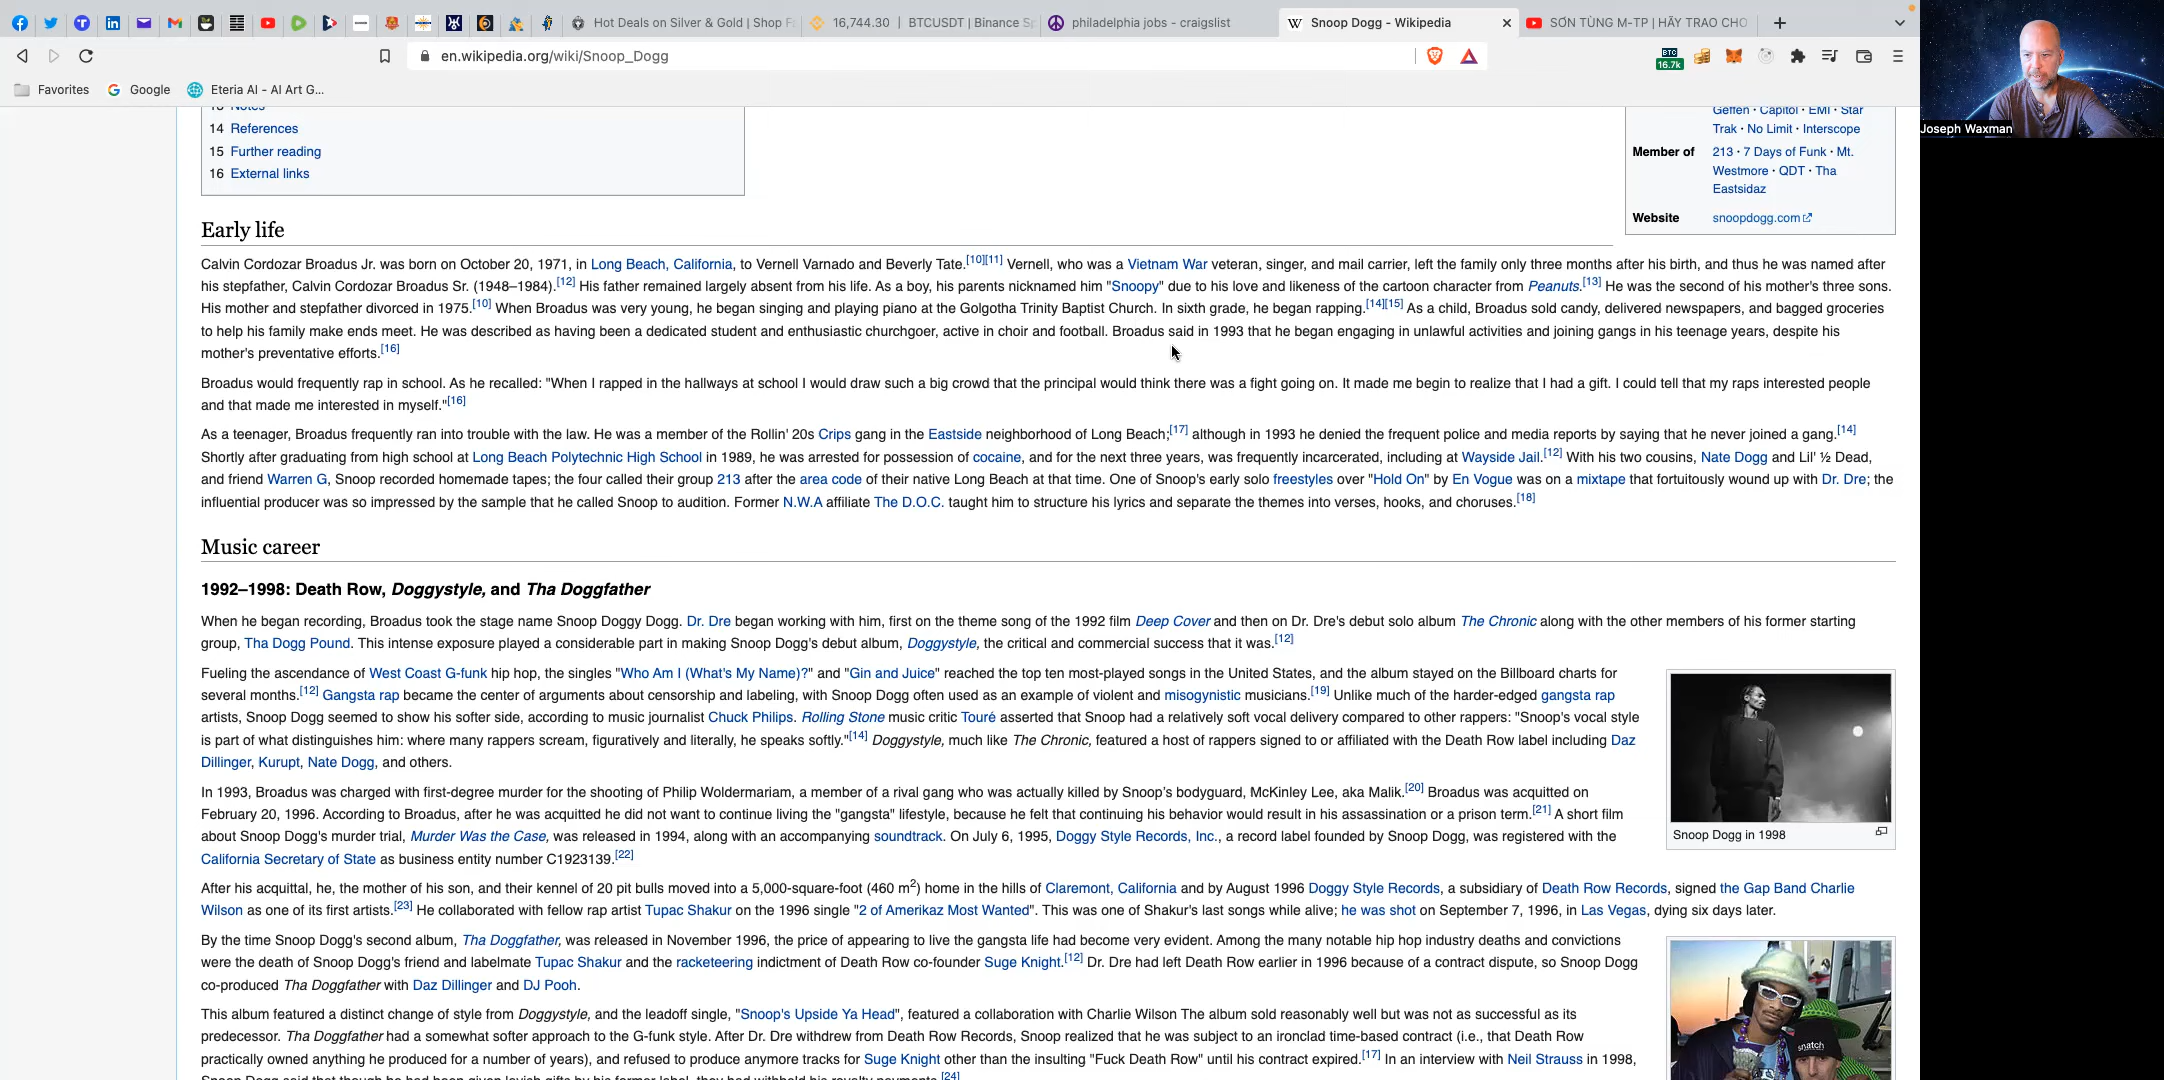 Hot Deals on Silver & Gold | Shop F
16,744.30 | BTCUSDT | Binance Sp
philadelphia jobs - craigslist
Snoop Dogg - Wikipedia
SƠN TÙNG M-TP | HÃY TRAO CHO
en.wikipedia.org/wiki/Snoop_Dogg
BTC
16.7k
Favorites
Google
Eteria AI - AI Art G...
Joseph Waxman
13 Notes
14 References
15 Further reading
16 External links
Geffen · Capitol · EMI · Star
Trak · No Limit · Interscope
Member of 213 · 7 Days of Funk · Mt.
Westmore · QDT · Tha
Eastsidaz
Website snoopdogg.com
Early life
Calvin Cordozar Broadus Jr. was born on October 20, 1971, in Long Beach, California, to Vernell Varnado and Beverly Tate.[10][11] Vernell, who was a Vietnam War veteran, singer, and mail carrier, left the family only three months after his birth, and thus he was named after
his stepfather, Calvin Cordozar Broadus Sr. (1948–1984).[12] His father remained largely absent from his life. As a boy, his parents nicknamed him "Snoopy" due to his love and likeness of the cartoon character from Peanuts.[13] He was the second of his mother's three sons.
His mother and stepfather divorced in 1975.[10] When Broadus was very young, he began singing and playing piano at the Golgotha Trinity Baptist Church. In sixth grade, he began rapping.[14][15] As a child, Broadus sold candy, delivered newspapers, and bagged groceries
to help his family make ends meet. He was described as having been a dedicated student and enthusiastic churchgoer, active in choir and football. Broadus said in 1993 that he began engaging in unlawful activities and joining gangs in his teenage years, despite his
mother's preventative efforts.[16]
Broadus would frequently rap in school. As he recalled: "When I rapped in the hallways at school I would draw such a big crowd that the principal would think there was a fight going on. It made me begin to realize that I had a gift. I could tell that my raps interested people
and that made me interested in myself."[16]
As a teenager, Broadus frequently ran into trouble with the law. He was a member of the Rollin' 20s Crips gang in the Eastside neighborhood of Long Beach;[17] although in 1993 he denied the frequent police and media reports by saying that he never joined a gang.[14]
Shortly after graduating from high school at Long Beach Polytechnic High School in 1989, he was arrested for possession of cocaine, and for the next three years, was frequently incarcerated, including at Wayside Jail.[12] With his two cousins, Nate Dogg and Lil' ½ Dead,
and friend Warren G, Snoop recorded homemade tapes; the four called their group 213 after the area code of their native Long Beach at that time. One of Snoop's early solo freestyles over "Hold On" by En Vogue was on a mixtape that fortuitously wound up with Dr. Dre; the
influential producer was so impressed by the sample that he called Snoop to audition. Former N.W.A affiliate The D.O.C. taught him to structure his lyrics and separate the themes into verses, hooks, and choruses.[18]
Music career
1992–1998: Death Row, Doggystyle, and Tha Doggfather
When he began recording, Broadus took the stage name Snoop Doggy Dogg. Dr. Dre began working with him, first on the theme song of the 1992 film Deep Cover and then on Dr. Dre's debut solo album The Chronic along with the other members of his former starting
group, Tha Dogg Pound. This intense exposure played a considerable part in making Snoop Dogg's debut album, Doggystyle, the critical and commercial success that it was.[12]
Fueling the ascendance of West Coast G-funk hip hop, the singles "Who Am I (What's My Name)?" and "Gin and Juice" reached the top ten most-played songs in the United States, and the album stayed on the Billboard charts for
several months.[12] Gangsta rap became the center of arguments about censorship and labeling, with Snoop Dogg often used as an example of violent and misogynistic musicians.[19] Unlike much of the harder-edged gangsta rap
artists, Snoop Dogg seemed to show his softer side, according to music journalist Chuck Philips. Rolling Stone music critic Touré asserted that Snoop had a relatively soft vocal delivery compared to other rappers: "Snoop's vocal style
is part of what distinguishes him: where many rappers scream, figuratively and literally, he speaks softly."[14] Doggystyle, much like The Chronic, featured a host of rappers signed to or affiliated with the Death Row label including Daz
Dillinger, Kurupt, Nate Dogg, and others.
In 1993, Broadus was charged with first-degree murder for the shooting of Philip Woldermariam, a member of a rival gang who was actually killed by Snoop's bodyguard, McKinley Lee, aka Malik.[20] Broadus was acquitted on
February 20, 1996. According to Broadus, after he was acquitted he did not want to continue living the "gangsta" lifestyle, because he felt that continuing his behavior would result in his assassination or a prison term.[21] A short film
about Snoop Dogg's murder trial, Murder Was the Case, was released in 1994, along with an accompanying soundtrack. On July 6, 1995, Doggy Style Records, Inc., a record label founded by Snoop Dogg, was registered with the
California Secretary of State as business entity number C1923139.[22]
Snoop Dogg in 1998
After his acquittal, he, the mother of his son, and their kennel of 20 pit bulls moved into a 5,000-square-foot (460 m2) home in the hills of Claremont, California and by August 1996 Doggy Style Records, a subsidiary of Death Row Records, signed the Gap Band Charlie
Wilson as one of its first artists.[23] He collaborated with fellow rap artist Tupac Shakur on the 1996 single "2 of Amerikaz Most Wanted". This was one of Shakur's last songs while alive; he was shot on September 7, 1996, in Las Vegas, dying six days later.
By the time Snoop Dogg's second album, Tha Doggfather, was released in November 1996, the price of appearing to live the gangsta life had become very evident. Among the many notable hip hop industry deaths and convictions
were the death of Snoop Dogg's friend and labelmate Tupac Shakur and the racketeering indictment of Death Row co-founder Suge Knight.[12] Dr. Dre had left Death Row earlier in 1996 because of a contract dispute, so Snoop Dogg
co-produced Tha Doggfather with Daz Dillinger and DJ Pooh.
This album featured a distinct change of style from Doggystyle, and the leadoff single, "Snoop's Upside Ya Head", featured a collaboration with Charlie Wilson The album sold reasonably well but was not as successful as its
predecessor. Tha Doggfather had a somewhat softer approach to the G-funk style. After Dr. Dre withdrew from Death Row Records, Snoop realized that he was subject to an ironclad time-based contract (i.e., that Death Row
practically owned anything he produced for a number of years), and refused to produce anymore tracks for Suge Knight other than the insulting "Fuck Death Row" until his contract expired.[17] In an interview with Neil Strauss in 1998,
Snoop Dogg said that though he had been given lavish gifts by his former label, they had withheld his royalty payments.[24]
snatch